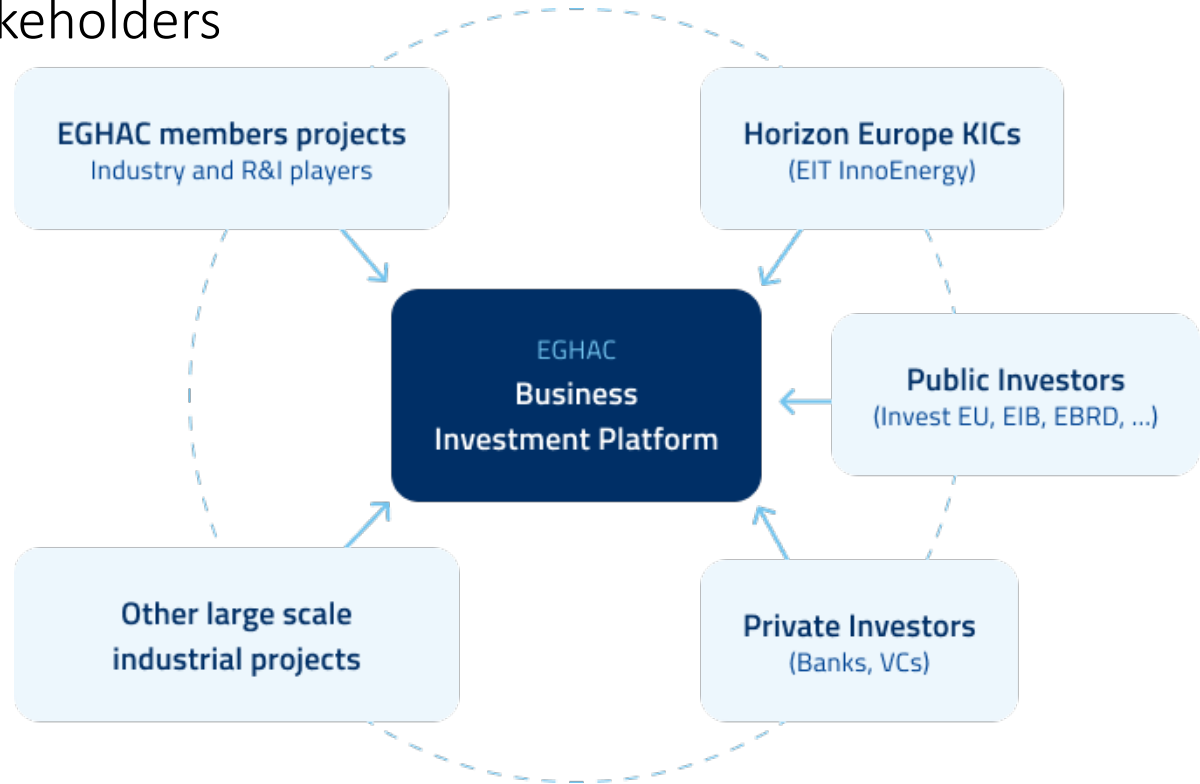 keholders
EGHAC members projects
Industry and R&I players
Horizon Europe KICs
(EIT InnoEnergy)
EGHAC
Business
Investment Platform
Public Investors
(Invest EU, EIB, EBRD, ...)
Other large scale
industrial projects
Private Investors
(Banks, VCs)